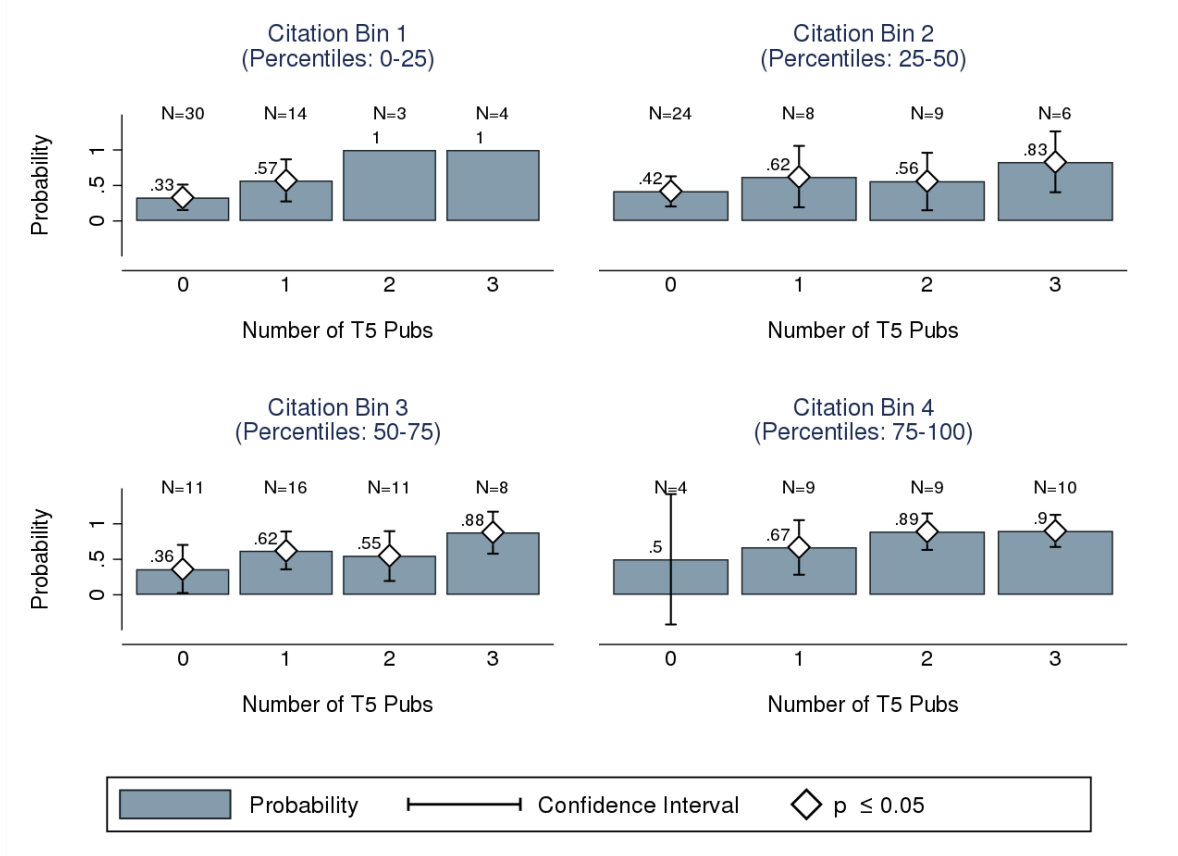 Citation Bin 1
(Percentiles: 0-25)
Probability
N=30 N=14 N=3 N=4
.33 .57 1 1
0 .5 1
0 1 2 3
Number of T5 Pubs
Citation Bin 2
(Percentiles: 25-50)
N=24 N=8 N=9 N=6
.42 .62 .56 .83
0 1 2 3
Number of T5 Pubs
Citation Bin 3
(Percentiles: 50-75)
Probability
N=11 N=16 N=11 N=8
.36 .62 .55 .88
0 .5 1
0 1 2 3
Number of T5 Pubs
Citation Bin 4
(Percentiles: 75-100)
N=4 N=9 N=9 N=10
.5 .67 .89 .9
0 1 2 3
Number of T5 Pubs
Probability Confidence Interval p ≤ 0.05